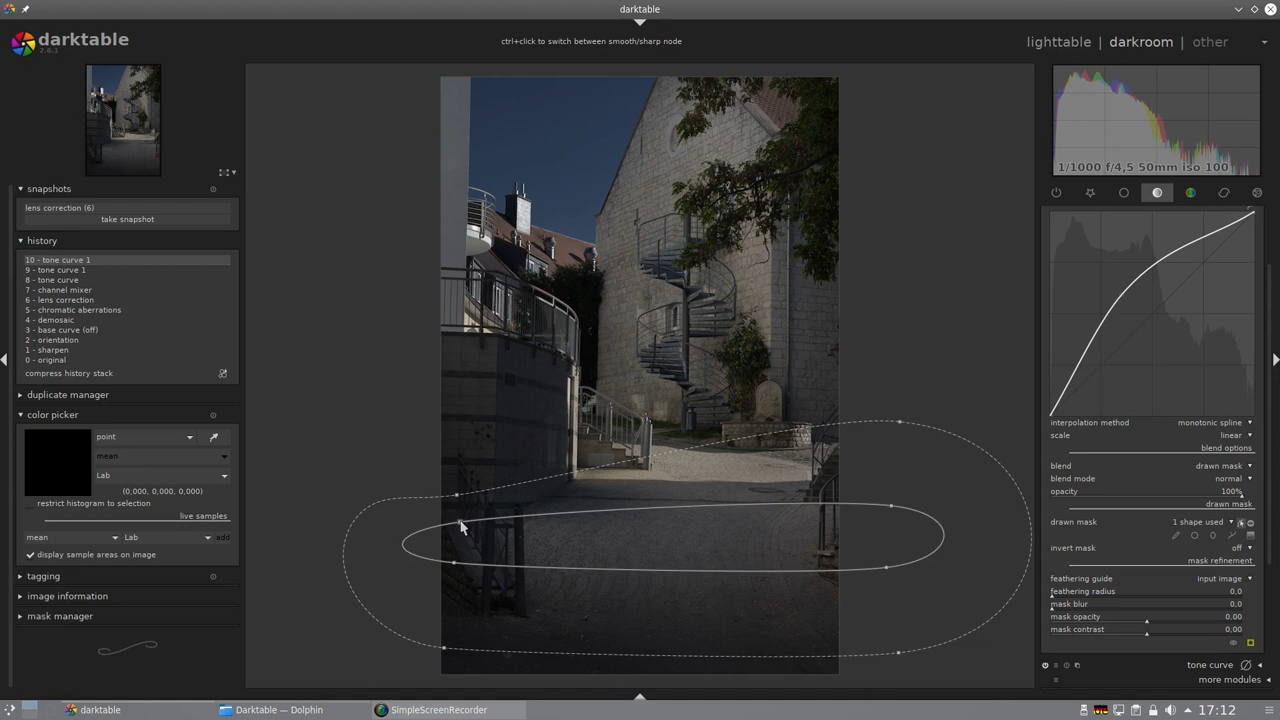 darktable
darktable
2.6.1
ctrl+click to switch between smooth/sharp node
lighttable | darkroom | other
snapshots
lens correction (6)
take snapshot
history
10 - tone curve 1
9 - tone curve 1
8 - tone curve
7 - channel mixer
6 - lens correction
5 - chromatic aberrations
4 - demosaic
3 - base curve (off)
2 - orientation
1 - sharpen
0 - original
compress history stack
duplicate manager
color picker
point
mean
Lab
(0,000, 0,000, 0,000)
restrict histogram to selection
live samples
mean Lab add
display sample areas on image
tagging
image information
mask manager
1/1000 f/4,5 50mm iso 100
interpolation method monotonic spline
scale linear
blend options
blend drawn mask
blend mode normal
opacity 100%
drawn mask
drawn mask 1 shape used
invert mask off
mask refinement
feathering guide input image
feathering radius 0,0
mask blur 0,0
mask opacity 0,00
mask contrast 0,00
tone curve
more modules
darktable
Darktable — Dolphin
SimpleScreenRecorder
17:12